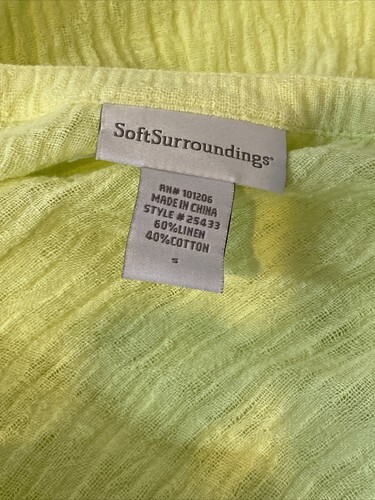 SoftSurroundings®
RN# 101206
MADE IN CHINA
STYLE # 25433
60%LINEN
40%COTTON
S